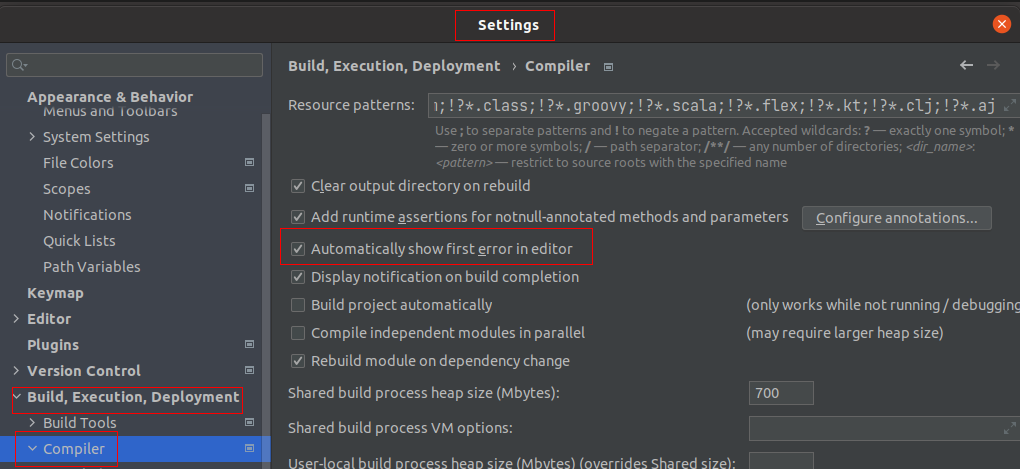 Settings
Appearance & Behavior
Menus and Toolbars
System Settings
File Colors
Scopes
Notifications
Quick Lists
Path Variables
Keymap
Editor
Plugins
Version Control
Build, Execution, Deployment
Build Tools
Compiler
Build, Execution, Deployment › Compiler
Resource patterns: ;!?*.class;!?*.groovy;!?*.scala;!?*.flex;!?*.kt;!?*.clj;!?*.aj
Use ; to separate patterns and ! to negate a pattern. Accepted wildcards: ? — exactly one symbol; *
— zero or more symbols; / — path separator; /**/ — any number of directories; <dir_name>:
<pattern> — restrict to source roots with the specified name
Clear output directory on rebuild
Add runtime assertions for notnull-annotated methods and parameters Configure annotations...
Automatically show first error in editor
Display notification on build completion
Build project automatically (only works while not running / debugging
Compile independent modules in parallel (may require larger heap size)
Rebuild module on dependency change
Shared build process heap size (Mbytes): 700
Shared build process VM options:
User-local build process heap size (Mbytes) (overrides Shared size):